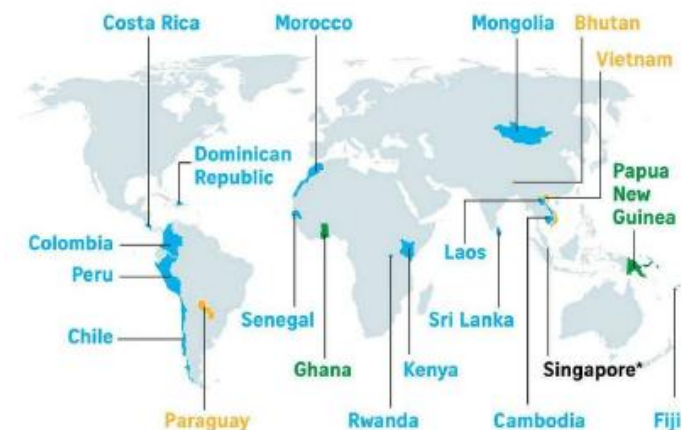 Costa Rica
Morocco
Mongolia
Bhutan
Vietnam
Dominican
Republic
Papua
New
Guinea
Colombia
Peru
Laos
Chile
Senegal
Sri Lanka
Ghana
Kenya
Singapore*
Paraguay
Rwanda
Cambodia
Fiji